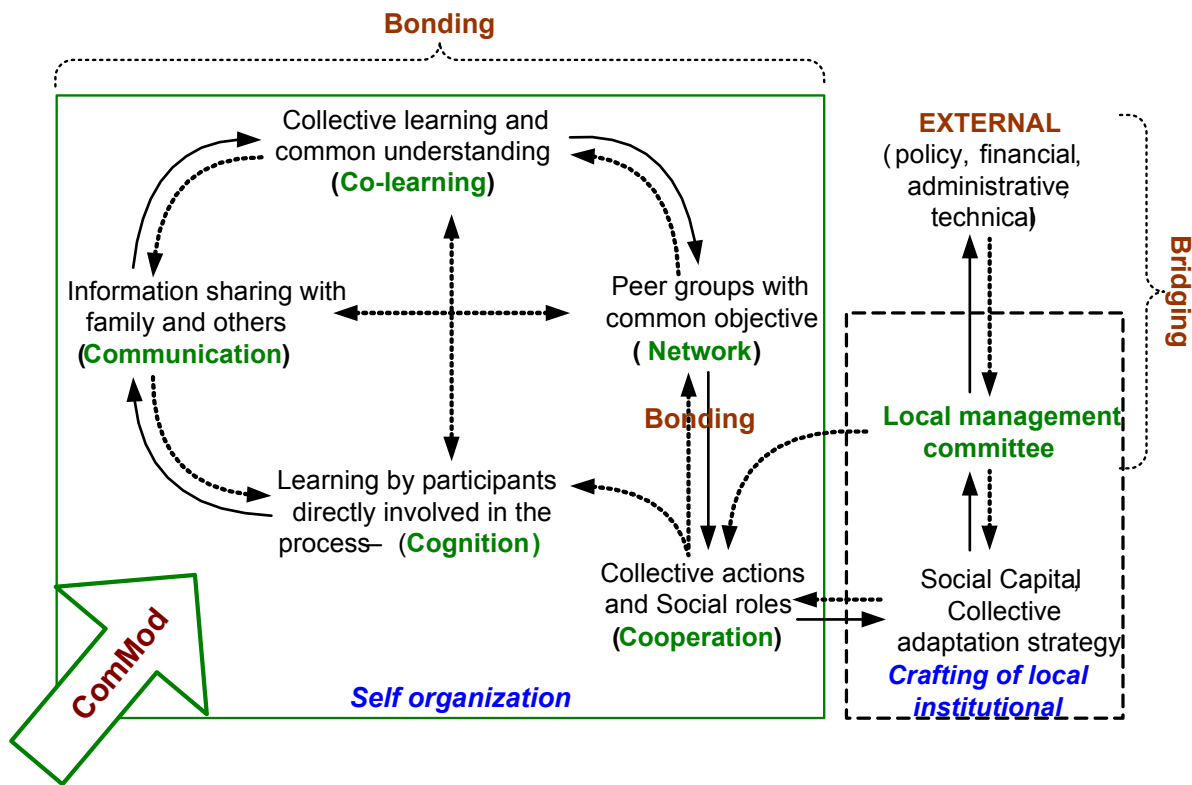 Bonding
Collective learning and
common understanding
(Co-learning)
Information sharing with
family and others
(Communication)
Peer groups with
common objective
( Network)
Bonding
Learning by participants
directly involved in the
process– (Cognition)
Collective actions
and Social roles
(Cooperation)
Self organization
ComMod
EXTERNAL
( policy, financial,
administrative,
technical)
Bridging
Local management
committee
Social Capital,
Collective
adaptation strategy
Crafting of local
institutional